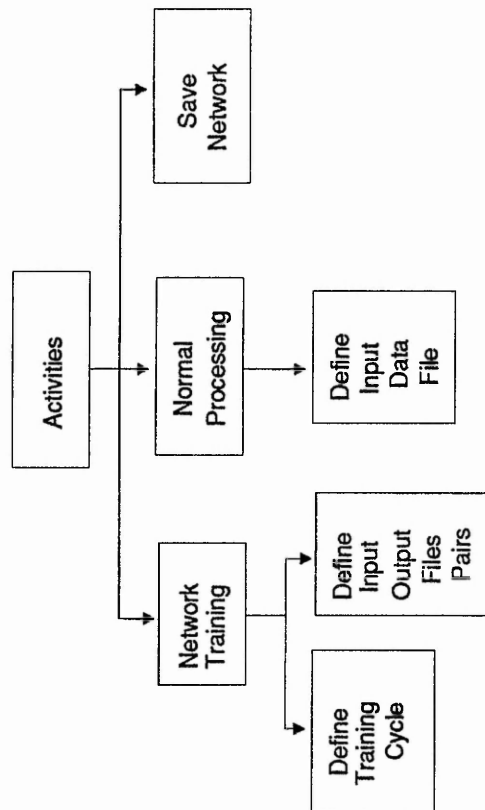 Activities
Network
Training
Normal
Processing
Save
Network
Define
Training
Cycle
Define
Input
Output
Files
Pairs
Define
Input
Data
File